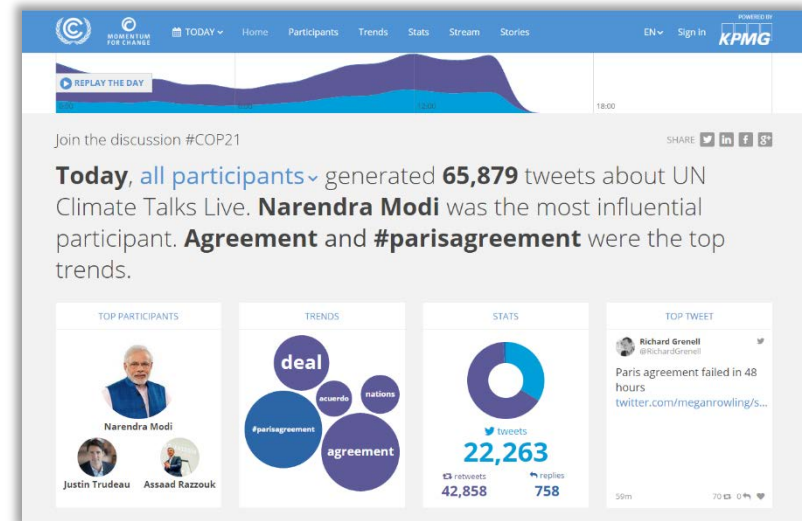 POWERED BY
MOMENTUM FOR CHANGE
TODAY Home Participants Trends Stats Stream Stories EN Sign in KPMG
REPLAY THE DAY
12:00 18:00
Join the discussion #COP21
SHARE
Today, all participants generated 65,879 tweets about UN
Climate Talks Live. Narendra Modi was the most influential
participant. Agreement and #parisagreement were the top
trends.
TOP PARTICIPANTS
Narendra Modi
Justin Trudeau Assaad Razzouk
TRENDS
deal
acuerdo
nations
#parisagreement
agreement
STATS
tweets
22,263
retweets replies
42,858 758
TOP TWEET
Richard Grenell
@RichardGrenell
Paris agreement failed in 48
hours
twitter.com/meganrowling/s...
59m 70 0